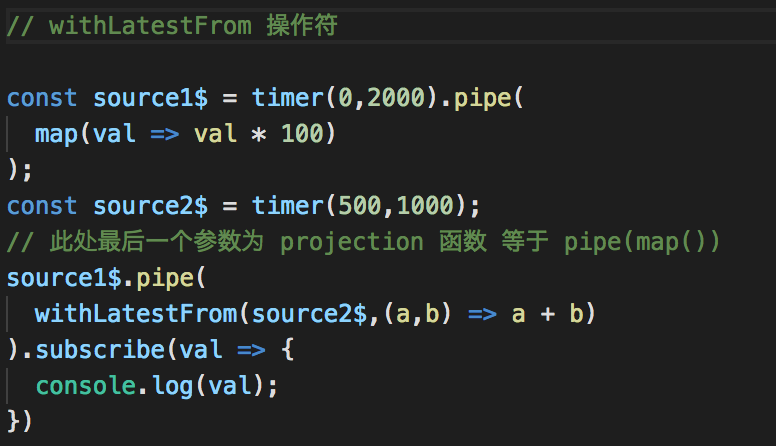 // withLatestFrom 操作符
const source1$ = timer(0,2000).pipe(
map(val => val * 100)
);
const source2$ = timer(500,1000);
// 此处最后一个参数为 projection 函数 等于 pipe(map())
source1$.pipe(
withLatestFrom(source2$,(a,b) => a + b)
).subscribe(val => {
console.log(val);
})